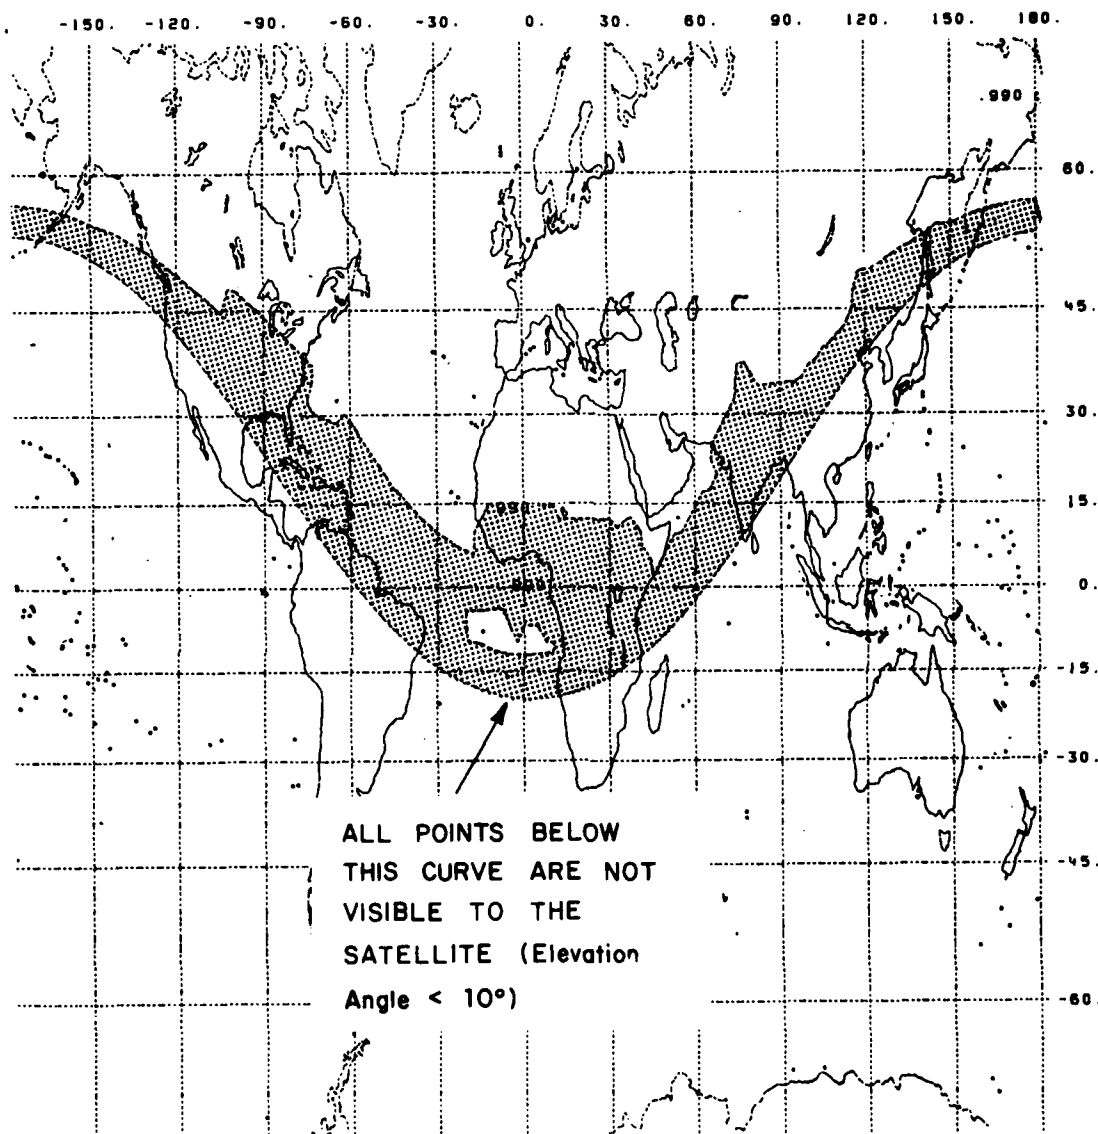 -150. -120. -90. -60. -30. 0. 30. 60. 90. 120. 150. 180.
.990
60.
45.
30.
15.
.990
0.
-15.
-30.
-45.
-60.
ALL POINTS BELOW
THIS CURVE ARE NOT
VISIBLE TO THE
SATELLITE (Elevation
Angle < 10°)